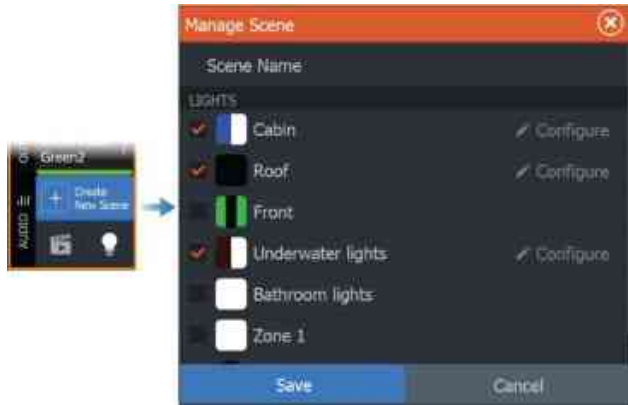 Green2
Create
New Scene
AUDIO
Manage Scene
Scene Name
LIGHTS
Cabin Configure
Roof Configure
Front
Underwater lights Configure
Bathroom lights
Zone 1
Save Cancel